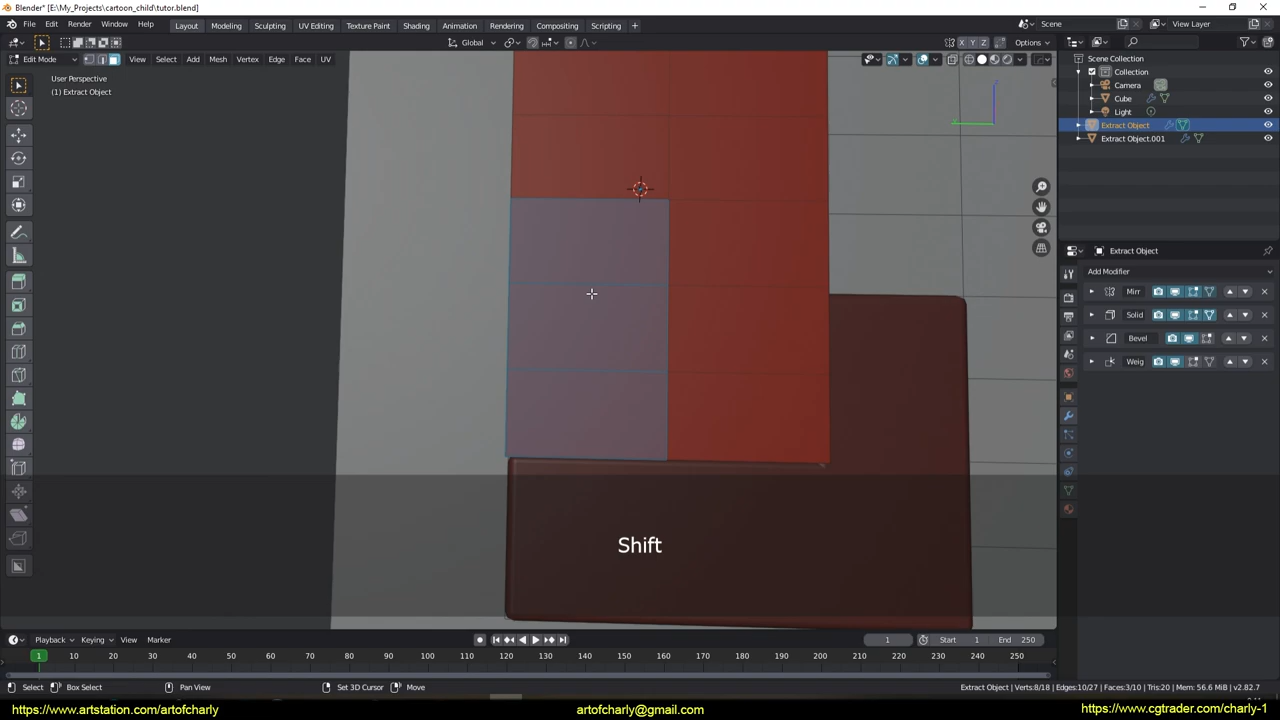 Blender* [E:\My_Projects\cartoon_child\tutor.blend]
File Edit Render Window Help Layout Modeling Sculpting UV Editing Texture Paint Shading Animation Rendering Compositing Scripting + Scene View Layer
Global X Y Z Options
Edit Mode View Select Add Mesh Vertex Edge Face UV
User Perspective
(1) Extract Object
Scene Collection
Collection
Camera
Cube
Light
Extract Object
Extract Object.001
Extract Object
Add Modifier
Mirr
Solid
Bevel
Weig
Shift
Playback Keying View Marker 1 Start 1 End 250
1 10 20 30 40 50 60 70 80 90 100 110 120 130 140 150 160 170 180 190 200 210 220 230 240 250
Select Box Select Pan View Set 3D Cursor Move Extract Object | Verts:8/18 | Edges:10/27 | Faces:3/10 | Tris:20 | Mem: 56.6 MiB | v2.82.7
https://www.artstation.com/artofcharly artofcharly@gmail.com https://www.cgtrader.com/charly-1